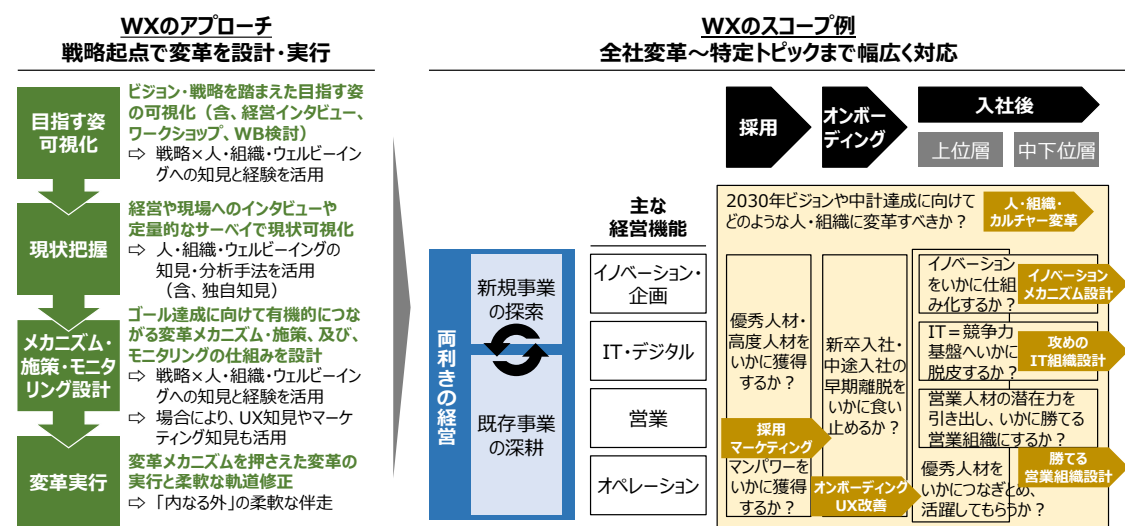 WXのアプローチ
戦略起点で変革を設計・実行
目指す姿
可視化
ビジョン・戦略を踏まえた目指す姿
の可視化（含、経営インタビュー、
ワークショップ、WB検討）
⇨ 戦略×人・組織・ウェルビーイン
グへの知見と経験を活用
現状把握
経営や現場へのインタビューや
定量的なサーベイで現状可視化
⇨ 人・組織・ウェルビーイングの
知見・分析手法を活用
（含、独自知見）
メカニズム・
施策・モニタ
リング設計
ゴール達成に向けて有機的につな
がる変革メカニズム・施策、及び、
モニタリングの仕組みを設計
⇨ 戦略×人・組織・ウェルビーイン
グへの知見と経験を活用
⇨ 場合により、UX知見やマーケ
ティング知見も活用
変革実行
変革メカニズムを押さえた変革の
実行と柔軟な軌道修正
⇨ 「内なる外」の柔軟な伴走
WXのスコープ例
全社変革～特定トピックまで幅広く対応
採用
オンボー
ディング
入社後
上位層
中下位層
主な
経営機能
両利きの経営
新規事業
の探索
既存事業
の深耕
イノベーション・
企画
IT・デジタル
営業
オペレーション
2030年ビジョンや中計達成に向けて
どのような人・組織に変革すべきか？
人・組織・
カルチャー変革
優秀人材・
高度人材を
いかに獲得
するか？
採用
マーケティング
マンパワーを
いかに獲得
するか？
新卒入社・
中途入社の
早期離脱を
いかに食い
止めるか？
オンボーディング
UX改善
イノベーション
をいかに仕組
み化するか？
イノベーション
メカニズム設計
IT＝競争力
基盤へいかに
脱皮するか？
攻めの
IT組織設計
営業人材の潜在力を
引き出し、いかに勝てる
営業組織にするか？
勝てる
営業組織設計
優秀人材を
いかにつなぎとめ、
活躍してもらうか？